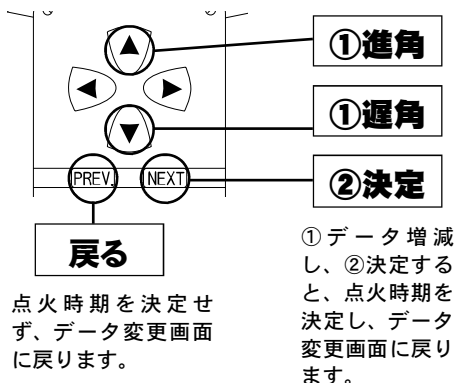 ①進角
①遅角
PREV.
NEXT
②決定
戻る
点火時期を決定せ
ず、データ変更画面
に戻ります。
①データ増減
し、②決定する
と、点火時期を
決定し、データ
変更画面に戻り
ます。